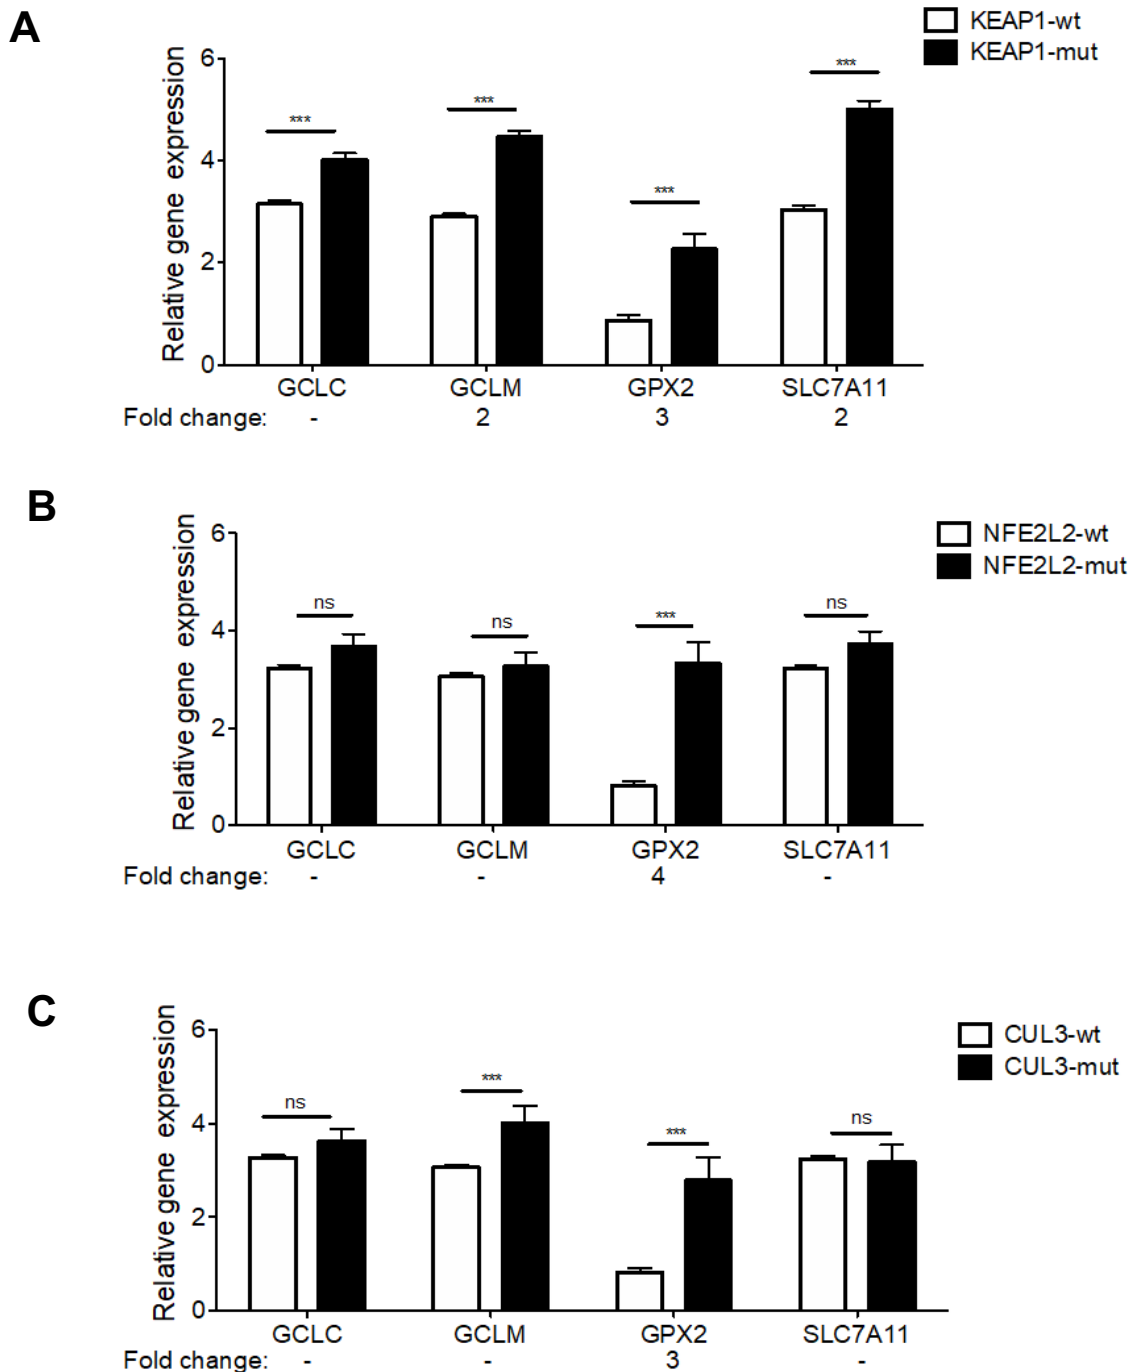 A
KEAP1-wt
KEAP1-mut
Relative gene expression
6
4
2
0
***
***
***
***
GCLC GCLM GPX2 SLC7A11
Fold change: - 2 3 2
B
NFE2L2-wt
NFE2L2-mut
Relative gene expression
6
4
2
0
ns
ns
***
ns
GCLC GCLM GPX2 SLC7A11
Fold change: - - 4 -
C
CUL3-wt
CUL3-mut
Relative gene expression
6
4
2
0
ns
***
***
ns
GCLC GCLM GPX2 SLC7A11
Fold change: - - 3 -